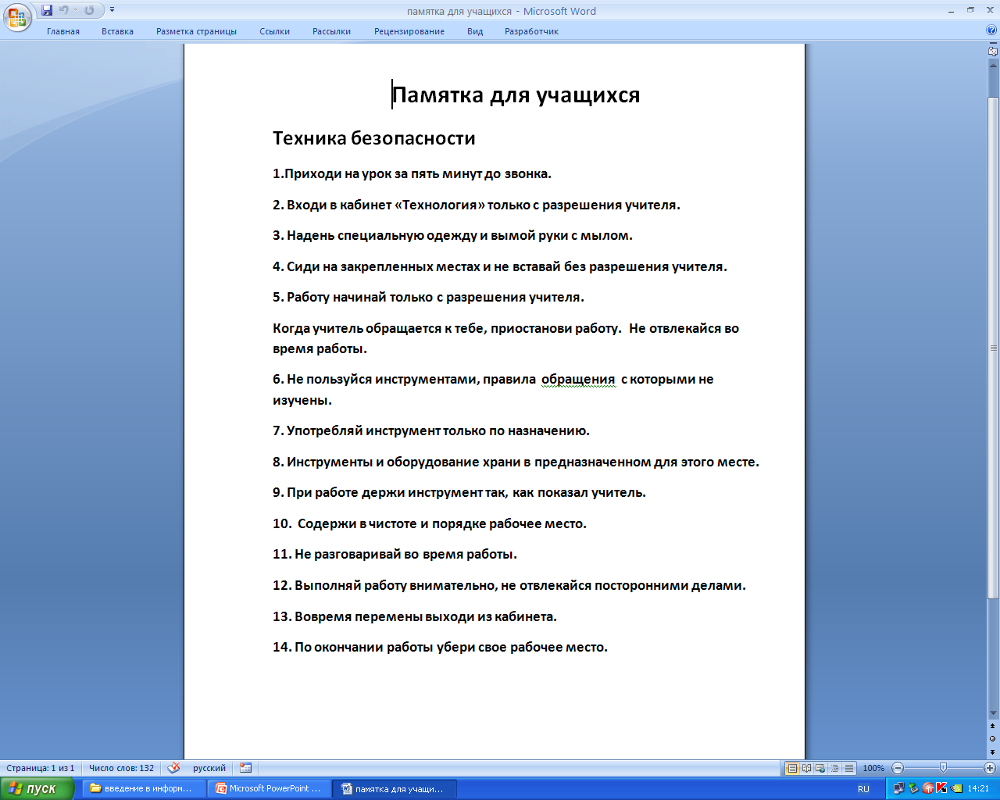 памятка для учащихся - Microsoft Word
Главная Вставка Разметка страницы Ссылки Рассылки Рецензирование Вид Разработчик
Памятка для учащихся
Техника безопасности
1.Приходи на урок за пять минут до звонка.
2. Входи в кабинет «Технология» только с разрешения учителя.
3. Надень специальную одежду и вымой руки с мылом.
4. Сиди на закрепленных местах и не вставай без разрешения учителя.
5. Работу начинай только с разрешения учителя.
Когда учитель обращается к тебе, приостанови работу. Не отвлекайся во
время работы.
6. Не пользуйся инструментами, правила обращения с которыми не
изучены.
7. Употребляй инструмент только по назначению.
8. Инструменты и оборудование храни в предназначенном для этого месте.
9. При работе держи инструмент так, как показал учитель.
10. Содержи в чистоте и порядке рабочее место.
11. Не разговаривай во время работы.
12. Выполняй работу внимательно, не отвлекайся посторонними делами.
13. Вовремя перемены выходи из кабинета.
14. По окончании работы убери свое рабочее место.
Страница: 1 из 1 Число слов: 132 русский 100%
пуск введение в информ... Microsoft PowerPoint ... памятка для учащи... RU 14:21